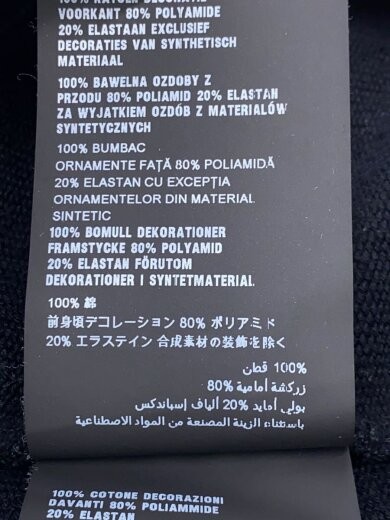 100% KATOEN DECORATIE
VOORKANT 80% POLYAMIDE
20% ELASTAAN EXCLUSIEF
DECORATIES VAN SYNTHETISCH
MATERIAAL
100% BAWEŁNA OZDOBY Z
PRZODU 80% POLIAMID 20% ELASTAN
ZA WYJATKIEM OZDÓB Z MATERIALÓW
SYNTETYCZNYCH
100% BUMBAC
ORNAMENTE FAȚĂ 80% POLIAMIDĂ
20% ELASTAN CU EXCEPȚIA
ORNAMENTELOR DIN MATERIAL
SINTETIC
100% BOMULL DEKORATIONER
FRAMSTYCKE 80% POLYAMID
20% ELASTAN FÖRUTOM
DEKORATIONER I SYNTETMATERIAL
100% 綿
前身頃デコレーション 80% ポリアミド
20% エラステイン 合成素材の装飾を除く
100% قطن
زركشة أمامية %80
بولي أمايد %20 ألياف إسباندكس
باستثناء الزينة المصنعة من المواد الاصطناعية
100% COTONE DECORAZIONI
DAVANTI 80% POLIAMMIDE
20% ELASTAN